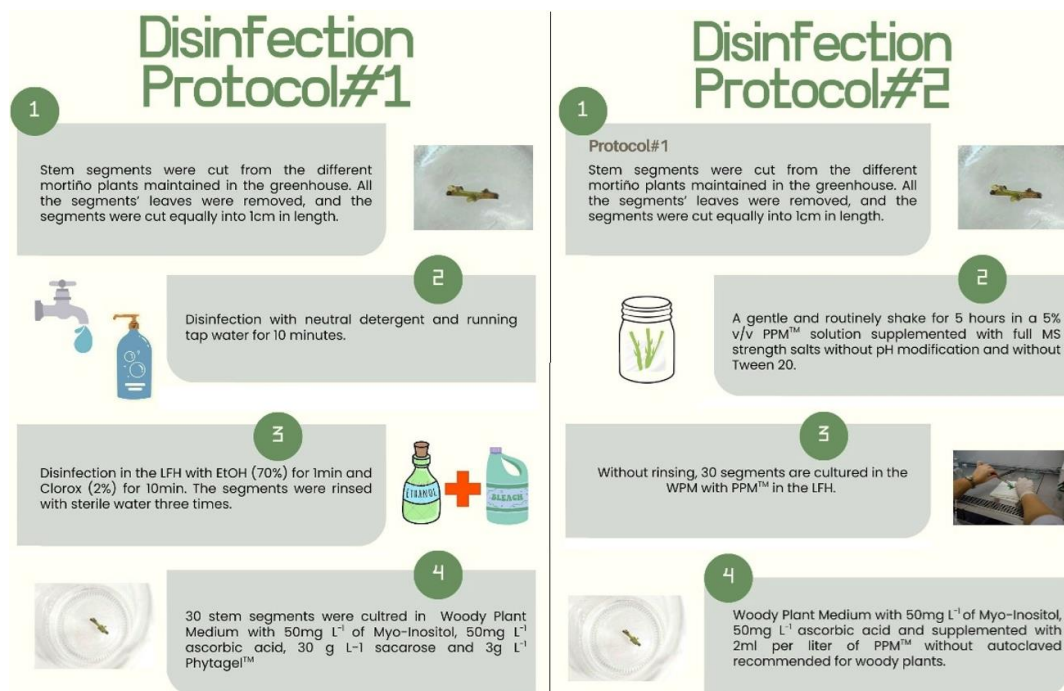 Disinfection
Protocol#1
1
Stem segments were cut from the different
mortiño plants maintained in the greenhouse. All
the segments' leaves were removed, and the
segments were cut equally into 1cm in length.
2
Disinfection with neutral detergent and running
tap water for 10 minutes.
3
Disinfection in the LFH with EtOH (70%) for 1min and
Clorox (2%) for 10min. The segments were rinsed
with sterile water three times.
ETHANOL
BLEACH
4
30 stem segments were cultred in Woody Plant
Medium with 50mg L⁻¹ of Myo-Inositol, 50mg L⁻¹
ascorbic acid, 30 g L-1 sacarose and 3g L⁻¹
Phytagel™
Disinfection
Protocol#2
1
Protocol#1
Stem segments were cut from the different
mortiño plants maintained in the greenhouse. All
the segments' leaves were removed, and the
segments were cut equally into 1cm in length.
2
A gentle and routinely shake for 5 hours in a 5%
v/v PPM™ solution supplemented with full MS
strength salts without pH modification and without
Tween 20.
3
Without rinsing, 30 segments are cultured in the
WPM with PPM™ in the LFH.
4
Woody Plant Medium with 50mg L⁻¹ of Myo-Inositol,
50mg L⁻¹ ascorbic acid and supplemented with
2ml per liter of PPM™ without autoclaved
recommended for woody plants.